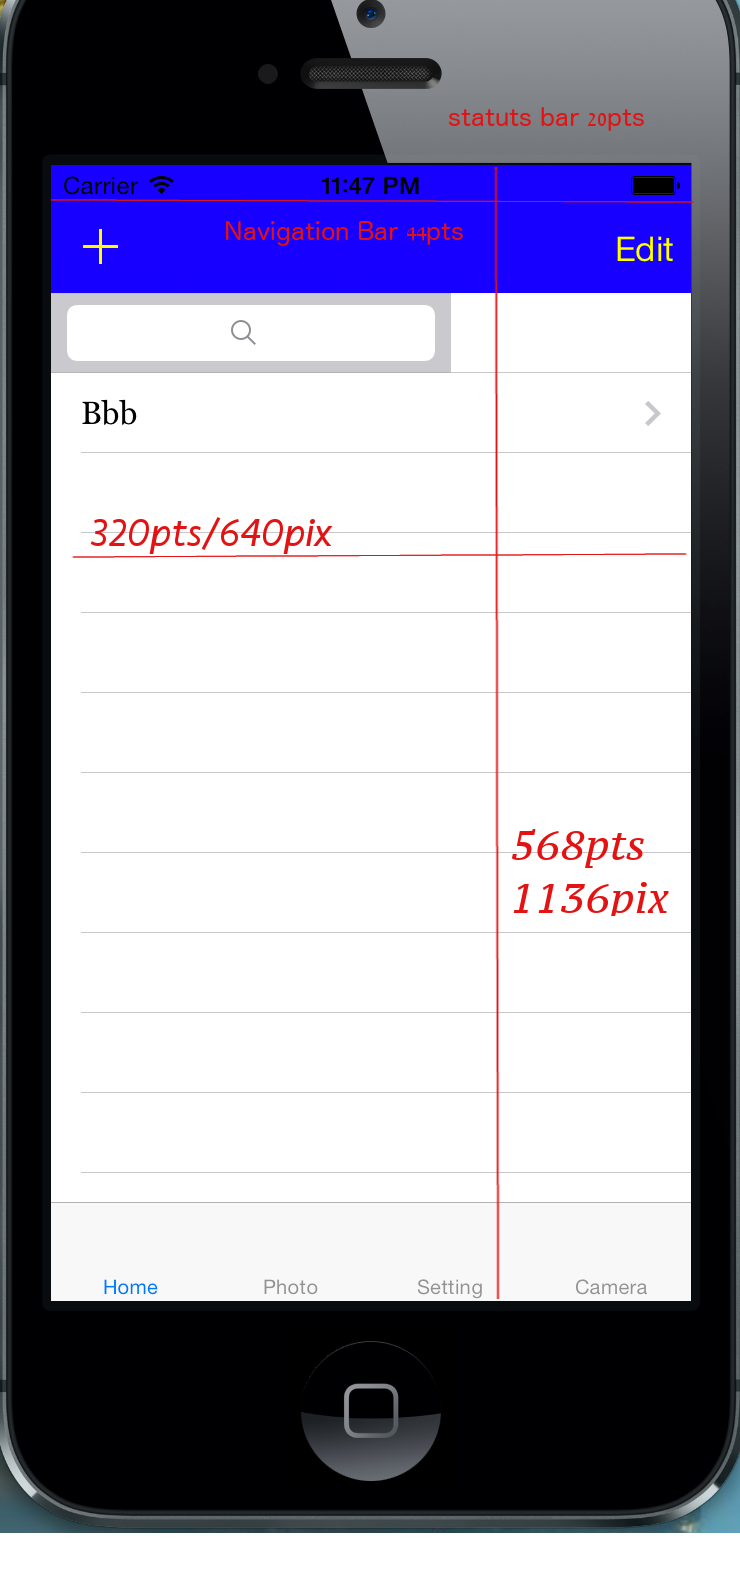 statuts bar 20pts
Carrier 11:47 PM
Navigation Bar 44pts
Edit
Bbb
320pts/640pix
568pts
1136pix
Home Photo Setting Camera